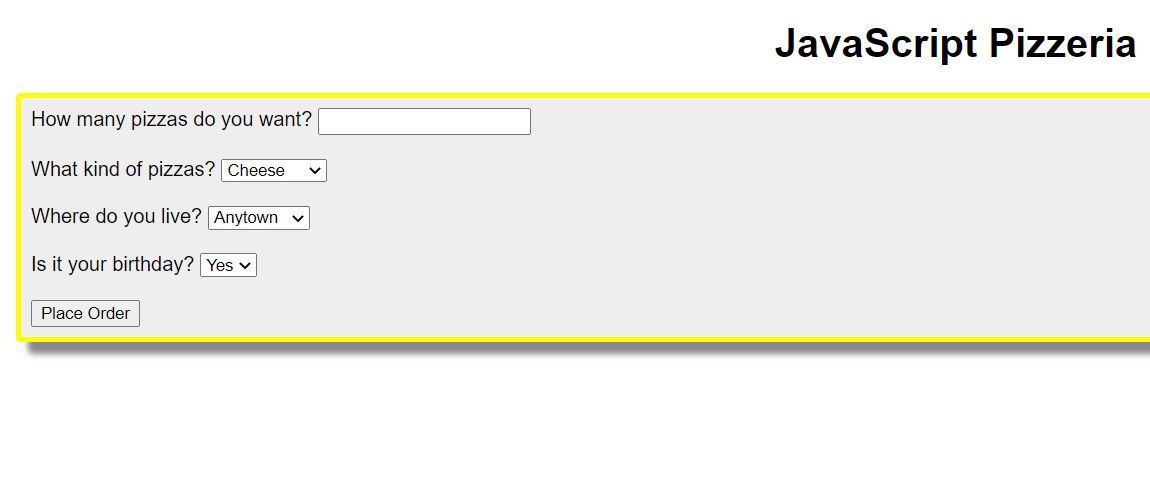 JavaScript Pizzeria
How many pizzas do you want?
What kind of pizzas? Cheese
Where do you live? Anytown
Is it your birthday? Yes
Place Order